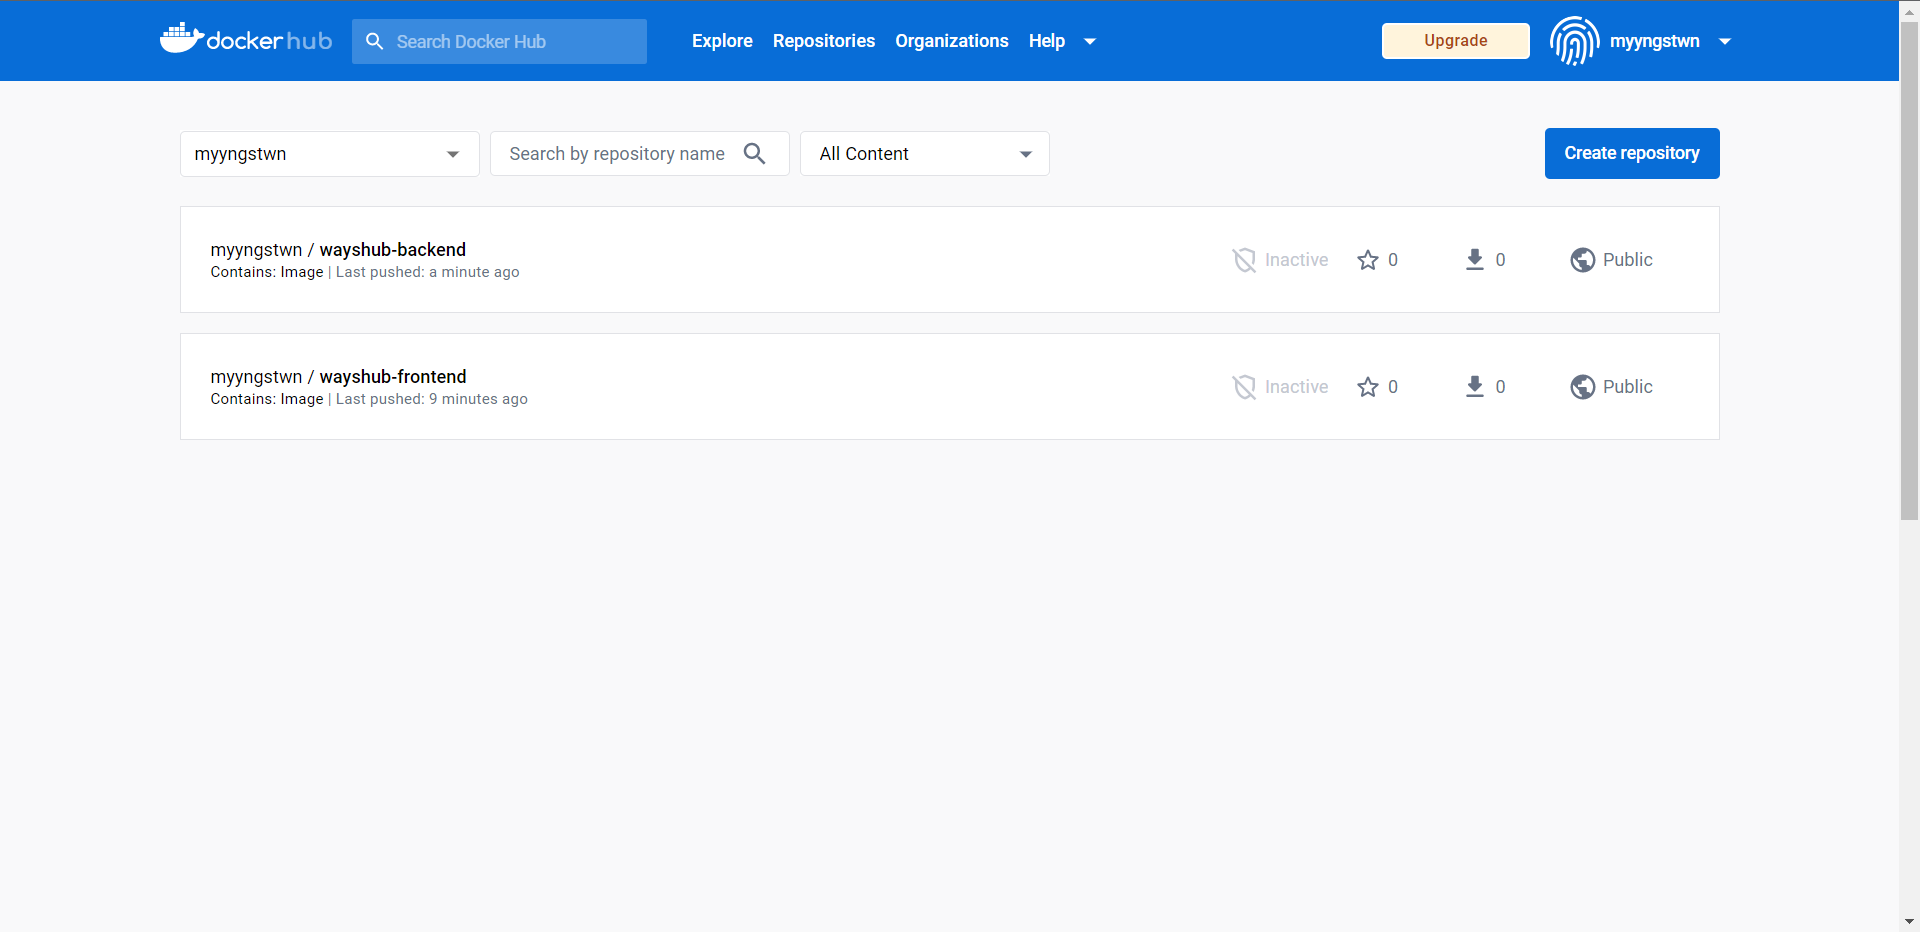 docker hub
Search Docker Hub
Explore Repositories Organizations Help
Upgrade
myyngstwn
myyngstwn
Search by repository name
All Content
Create repository
myyngstwn / wayshub-backend
Contains: Image | Last pushed: a minute ago
Inactive 0 0 Public
myyngstwn / wayshub-frontend
Contains: Image | Last pushed: 9 minutes ago
Inactive 0 0 Public